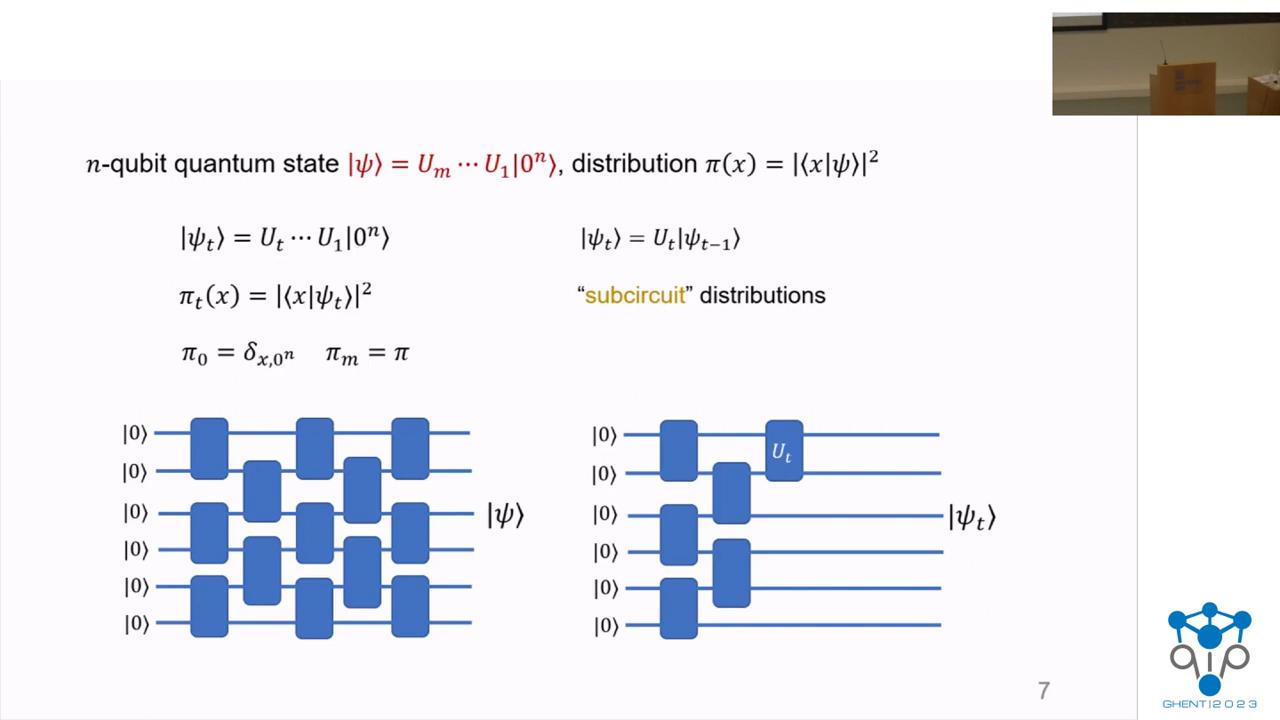 n-qubit quantum state |ψ⟩ = U_m ⋯ U_1|0^n⟩, distribution π(x) = |⟨x|ψ⟩|^2
|ψ_t⟩ = U_t ⋯ U_1|0^n⟩
|ψ_t⟩ = U_t|ψ_{t−1}⟩
π_t(x) = |⟨x|ψ_t⟩|^2
“subcircuit” distributions
π_0 = δ_{x,0^n} π_m = π
|0⟩
|0⟩
|0⟩
|0⟩
|0⟩
|0⟩
|ψ⟩
|0⟩
|0⟩
|0⟩
|0⟩
|0⟩
|0⟩
U_t
|ψ_t⟩
7
qip
GHENT|2023